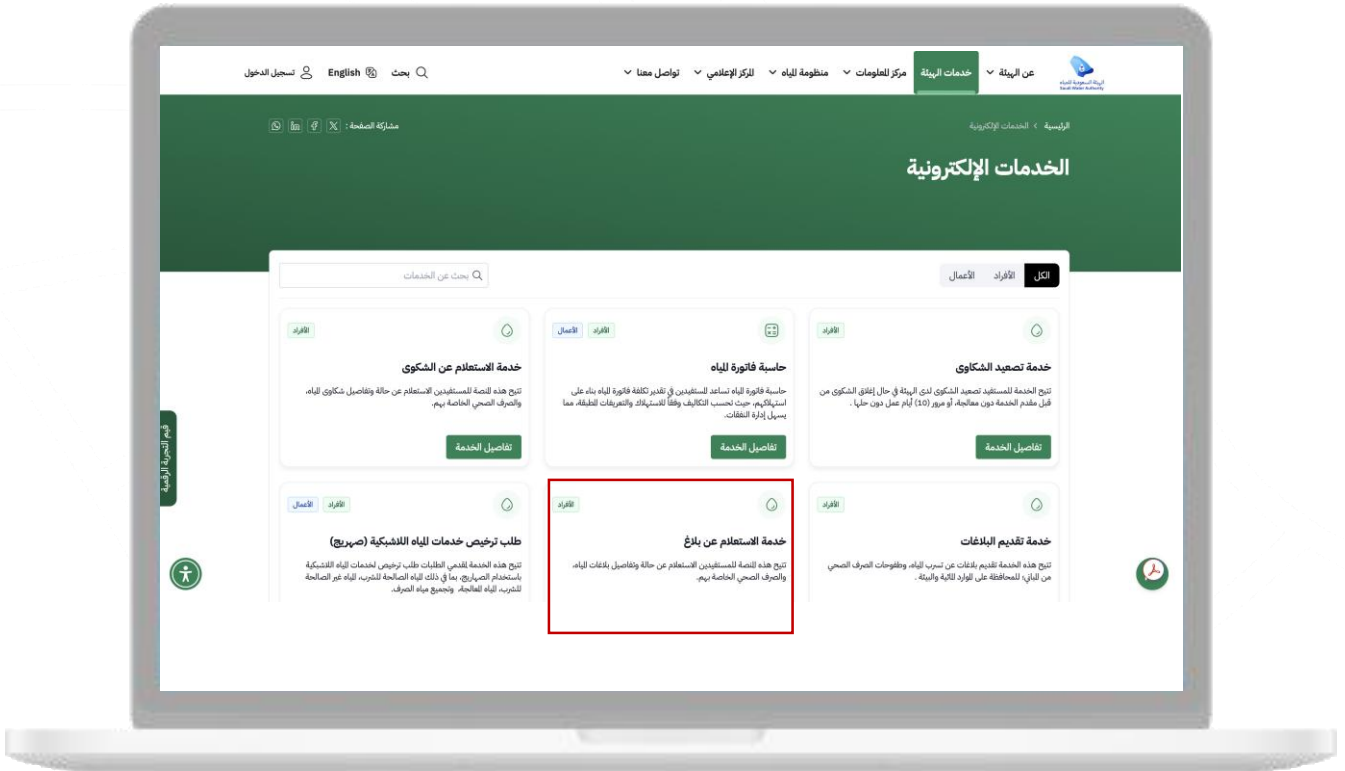 الهيئة السعودية للمياه
Saudi Water Authority
عن الهيئة
خدمات الهيئة
مركز المعلومات
منظومة المياه
المركز الإعلامي
تواصل معنا
بحث
English
تسجيل الدخول
الرئيسية > الخدمات الإلكترونية
مشاركة الصفحة :
الخدمات الإلكترونية
الكل
الأفراد
الأعمال
بحث عن الخدمات
الأفراد
خدمة تصعيد الشكاوى
تتيح الخدمة للمستفيد تصعيد الشكوى لدى الهيئة في حال إغلاق الشكوى من
قبل مقدم الخدمة دون معالجة، أو مرور (10) أيام عمل دون حلها .
تفاصيل الخدمة
الأفراد
الأعمال
حاسبة فاتورة المياه
حاسبة فاتورة المياه تساعد المستفيدين في تقدير تكلفة فاتورة المياه بناء على
استهلاكهم، حيث تحسب التكاليف وفقًا للاستهلاك والتعريفات المطبقة، مما
يسهل إدارة النفقات.
تفاصيل الخدمة
الأفراد
خدمة الاستعلام عن الشكوى
تتيح هذه المنصة للمستفيدين الاستعلام عن حالة وتفاصيل شكاوى المياه،
والصرف الصحي الخاصة بهم.
تفاصيل الخدمة
الأفراد
خدمة تقديم البلاغات
تتيح هذه الخدمة تقديم بلاغات عن تسرب المياه، وطفوحات الصرف الصحي
من المباني؛ للمحافظة على الموارد المائية والبيئة .
الأفراد
خدمة الاستعلام عن بلاغ
تتيح هذه المنصة للمستفيدين الاستعلام عن حالة وتفاصيل بلاغات المياه،
والصرف الصحي الخاصة بهم.
الأفراد
الأعمال
طلب ترخيص خدمات المياه اللاشبكية (صهريج)
تتيح هذه الخدمة لمقدمي الطلبات طلب ترخيص لخدمات المياه اللاشبكية
باستخدام الصهاريج، بما في ذلك المياه الصالحة للشرب، المياه غير الصالحة
للشرب، المياه المعالجة، وتجميع مياه الصرف.
قيم التجربة الرقمية